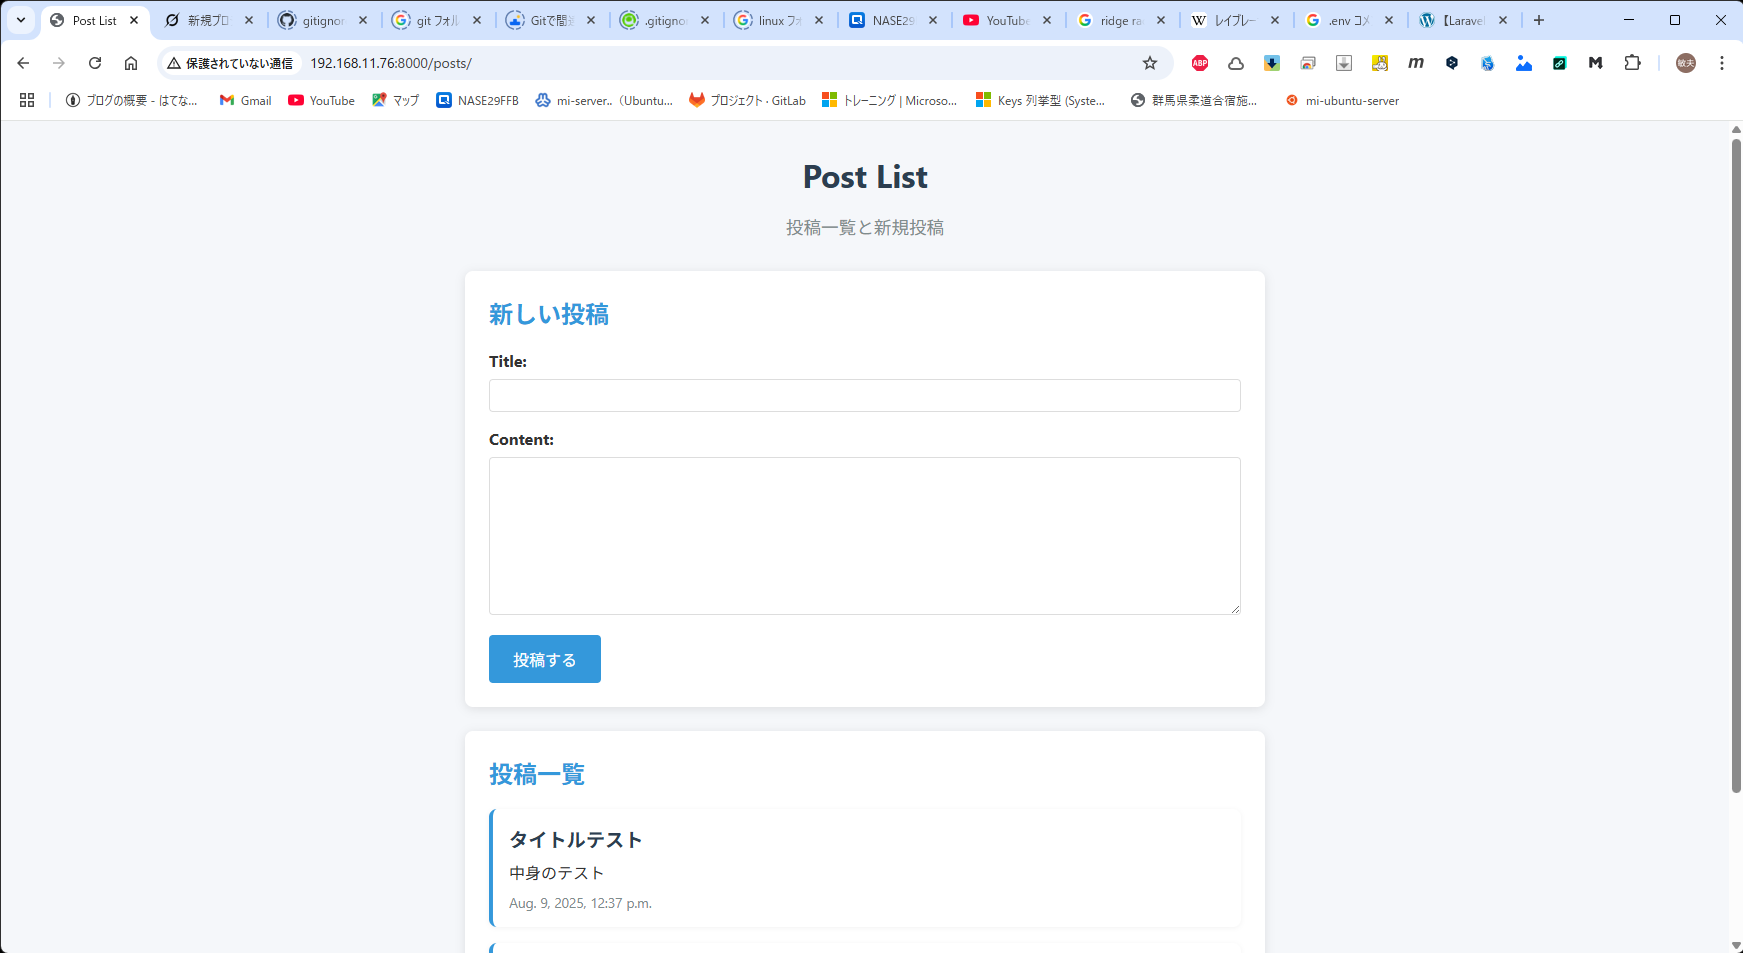 Post List
新規プロ
gitignor
git フォル
Gitで間違
.gitignor
linux フォ
NASE29
YouTube
ridge ra
レイブレー
.env コメ
【Laravel
保護されていない通信
192.168.11.76:8000/posts/
ABP
敏夫
ブログの概要 - はてな...
Gmail
YouTube
マップ
NASE29FFB
mi-server..（Ubuntu...
プロジェクト · GitLab
トレーニング | Microso...
Keys 列挙型 (Syste...
群馬県柔道合宿施...
mi-ubuntu-server
Post List
投稿一覧と新規投稿
新しい投稿
Title:
Content:
投稿する
投稿一覧
タイトルテスト
中身のテスト
Aug. 9, 2025, 12:37 p.m.